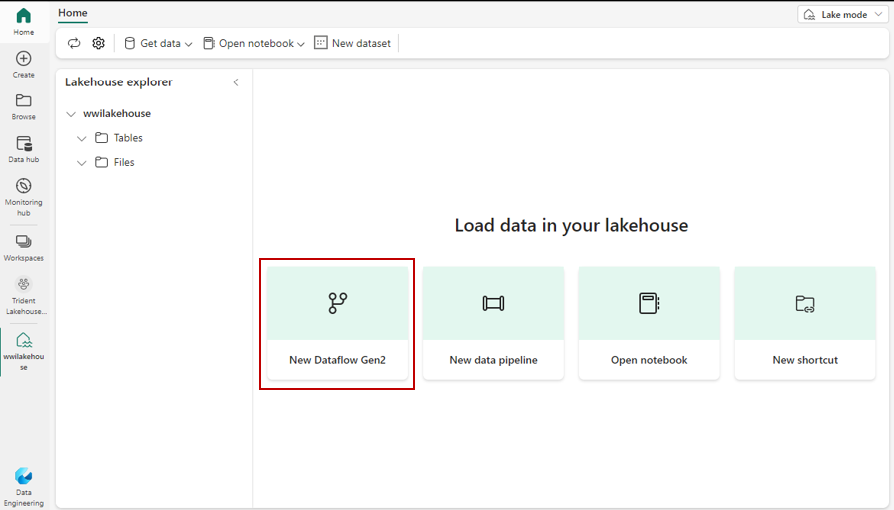 Home
Create
Browse
Data hub
Monitoring
hub
Workspaces
Trident
Lakehouse...
wwilakehou
se
Data
Engineering
Home
Lake mode
Get data
Open notebook
New dataset
Lakehouse explorer
wwilakehouse
Tables
Files
Load data in your lakehouse
New Dataflow Gen2
New data pipeline
Open notebook
New shortcut